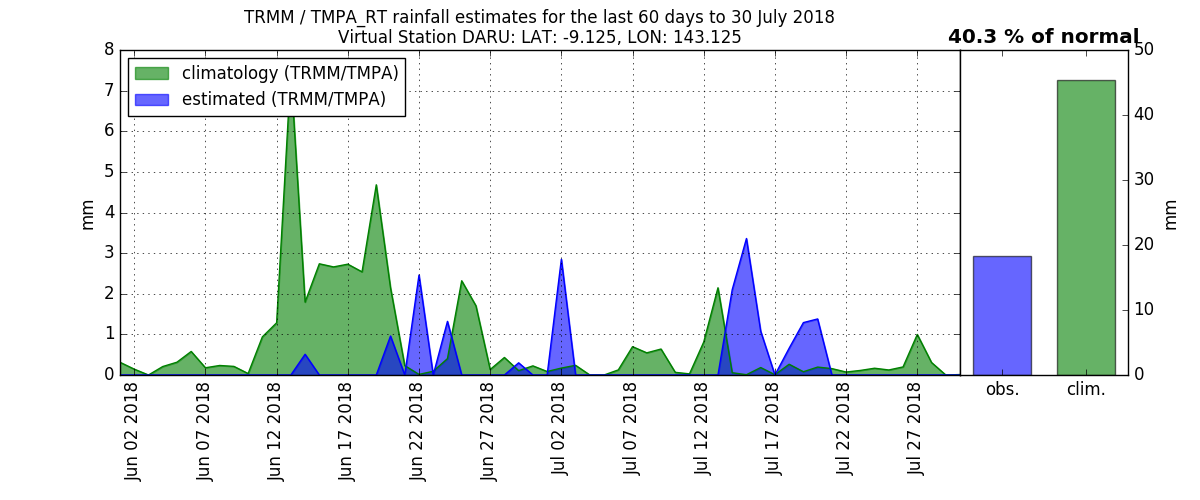 TRMM / TMPA_RT rainfall estimates for the last 60 days to 30 July 2018
Virtual Station DARU: LAT: -9.125, LON: 143.125
40.3 % of normal
climatology (TRMM/TMPA)
estimated (TRMM/TMPA)
8
7
6
5
4
3
2
1
0
mm
Jun 02 2018
Jun 07 2018
Jun 12 2018
Jun 17 2018
Jun 22 2018
Jun 27 2018
Jul 02 2018
Jul 07 2018
Jul 12 2018
Jul 17 2018
Jul 22 2018
Jul 27 2018
50
40
30
20
10
0
mm
obs.
clim.